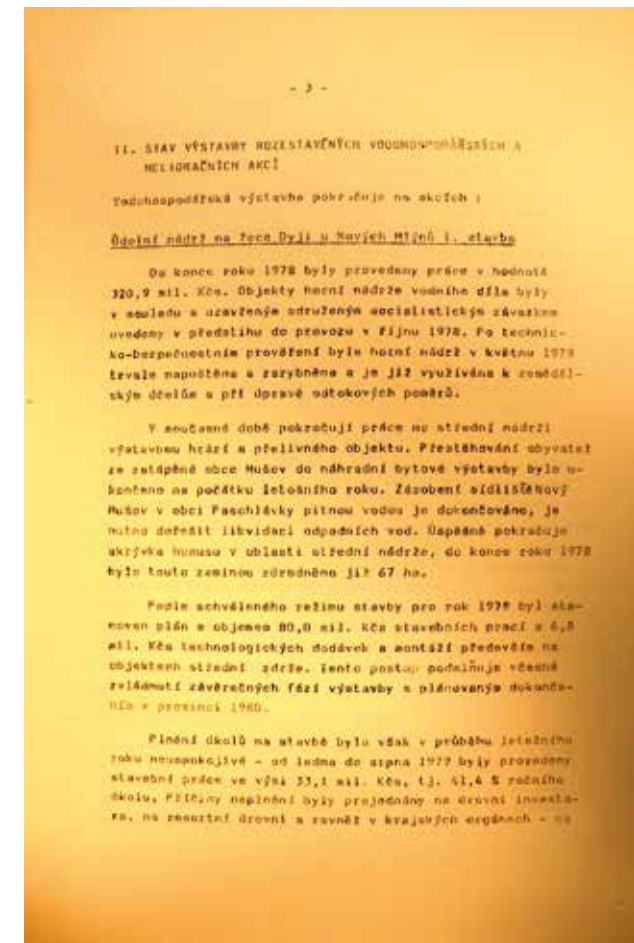 - 3 -
II. STAV VÝSTAVBY ROZESTAVĚNÝCH VODOHOSPODÁŘSKÝCH A
MELIORAČNÍCH AKCÍ
Vodohospodářská výstavba pokračuje na akcích :
Údolní nádrž na řece Dyji u Nových Mlýnů I. stavba
Do konce roku 1978 byly provedeny práce v hodnotě
320,9 mil. Kčs. Objekty horní nádrže vodního díla byly
v souladu s uzavřeným sdruženým socialistickým závazkem
uvedeny v předstihu do provozu v říjnu 1978. Po technic-
ko-bezpečnostním prověření byla horní nádrž v květnu 1979
trvale napuštěna a zarybněna a je již využívána k zeměděl-
ským účelům a při úpravě odtokových poměrů.
V současné době pokračují práce na střední nádrži
výstavbou hrází a přelivného objektu. Přestěhování obyvatel
ze zatápěné obce Mušov do náhradní bytové výstavby bylo u-
končeno na počátku letošního roku. Zásobení sídliště Nový
Mušov v obci Pasohlávky pitnou vodou je dokončováno, je
nutno dořešit likvidaci odpadních vod. Úspěšně pokračuje
skrývka humusu v oblasti střední nádrže, do konce roku 1978
bylo touto zeminou zúrodněno již 67 ha.
Podle schváleného režimu stavby pro rok 1979 byl sta-
noven plán o objemem 80,0 mil. Kčs stavebních prací a 6,8
mil. Kčs technologických dodávek a montáží především na
objektech střední zdrže. Tento postup podmiňuje včasné
zvládnutí závěrečných fází výstavby s plánovaným dokonče-
ním v prosinci 1980.
Plnění úkolů na stavbě bylo však v průběhu letošního
roku neuspokojivé - od ledna do srpna 1979 byly provedeny
stavební práce ve výši 33,1 mil. Kčs, tj. 41,4 % ročního
úkolu. Příčiny neplnění byly projednány na úrovni investo-
ra, na resortní úrovni a rovněž v krajských orgánech - na